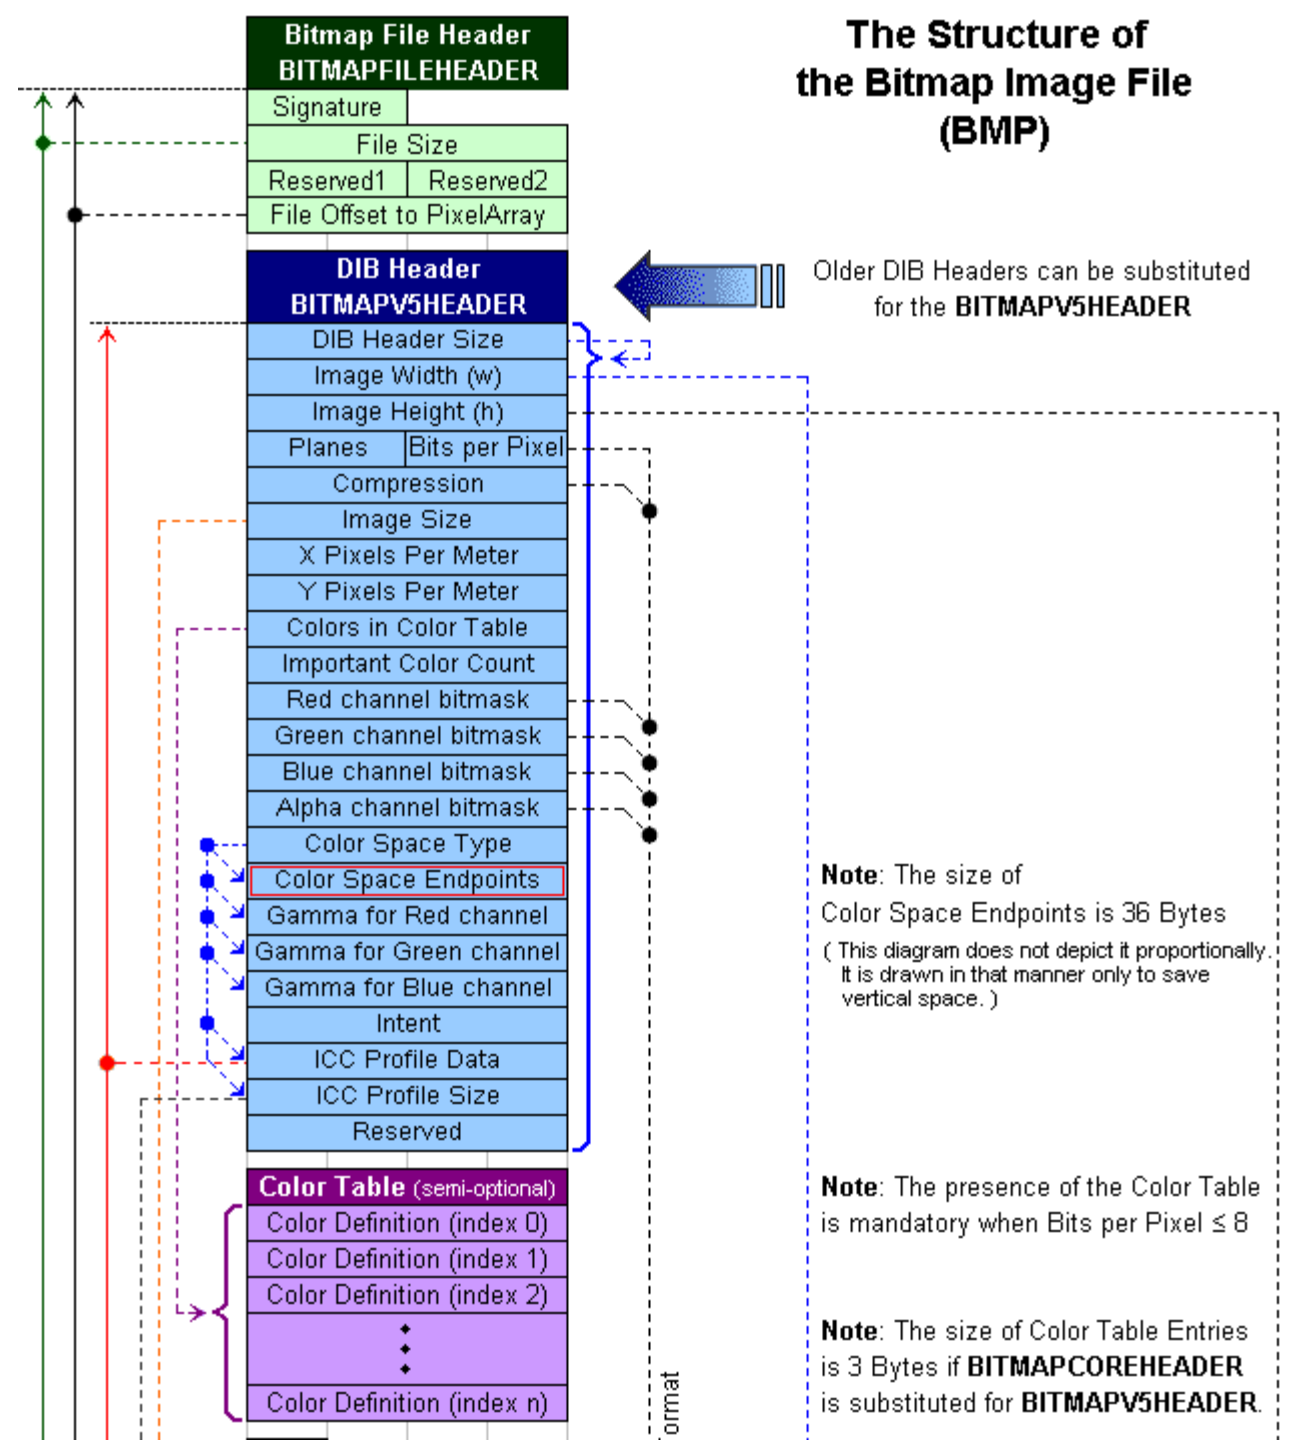 Bitmap File Header
BITMAPFILEHEADER
Signature
File Size
Reserved1 Reserved2
File Offset to PixelArray
The Structure of
the Bitmap Image File
(BMP)
DIB Header
BITMAPV5HEADER
Older DIB Headers can be substituted
for the BITMAPV5HEADER
DIB Header Size
Image Width (w)
Image Height (h)
Planes Bits per Pixel
Compression
Image Size
X Pixels Per Meter
Y Pixels Per Meter
Colors in Color Table
Important Color Count
Red channel bitmask
Green channel bitmask
Blue channel bitmask
Alpha channel bitmask
Color Space Type
Color Space Endpoints
Gamma for Red channel
Gamma for Green channel
Gamma for Blue channel
Intent
ICC Profile Data
ICC Profile Size
Reserved
Note: The size of
Color Space Endpoints is 36 Bytes
( This diagram does not depict it proportionally.
It is drawn in that manner only to save
vertical space. )
Color Table (semi-optional)
Color Definition (index 0)
Color Definition (index 1)
Color Definition (index 2)
Color Definition (index n)
Note: The presence of the Color Table
is mandatory when Bits per Pixel ≤ 8
Note: The size of Color Table Entries
is 3 Bytes if BITMAPCOREHEADER
is substituted for BITMAPV5HEADER.